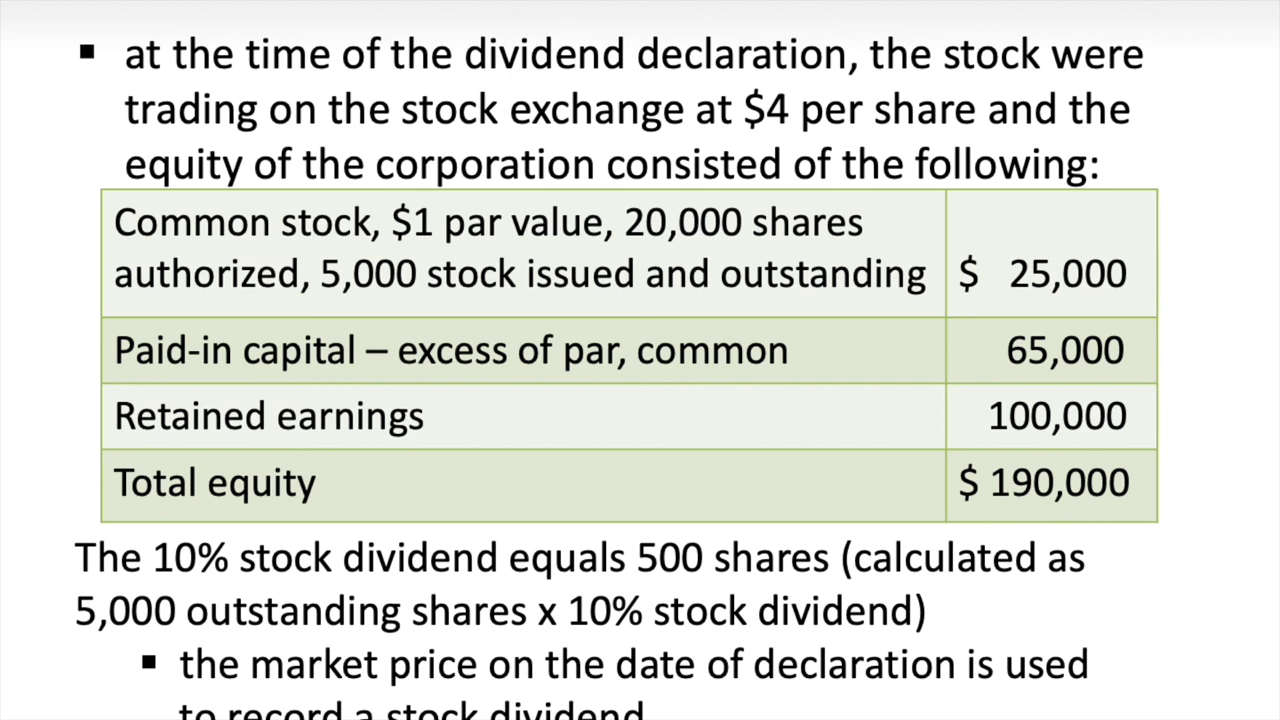 ▪ at the time of the dividend declaration, the stock were
trading on the stock exchange at $4 per share and the
equity of the corporation consisted of the following:
Common stock, $1 par value, 20,000 shares
authorized, 5,000 stock issued and outstanding $ 25,000
Paid-in capital – excess of par, common 65,000
Retained earnings 100,000
Total equity $ 190,000
The 10% stock dividend equals 500 shares (calculated as
5,000 outstanding shares x 10% stock dividend)
▪ the market price on the date of declaration is used
to record a stock dividend